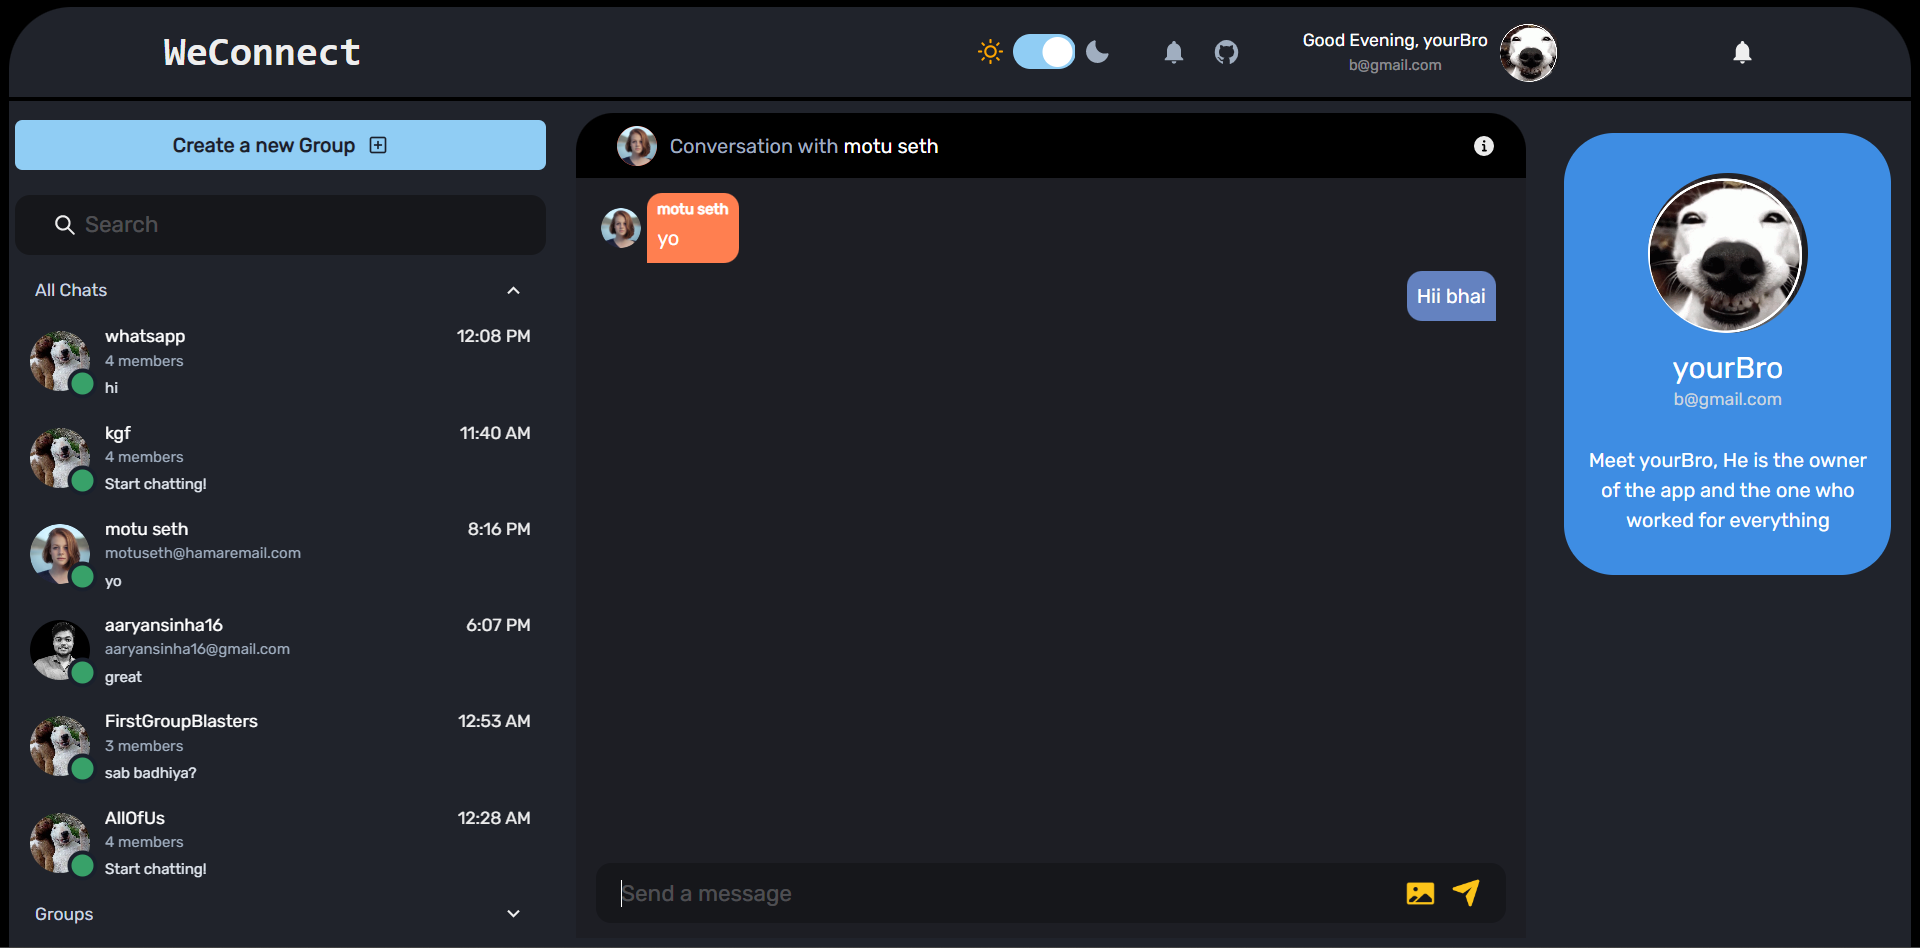 WeConnect
Good Evening, yourBro
b@gmail.com
Create a new Group
Search
All Chats
whatsapp
12:08 PM
4 members
hi
kgf
11:40 AM
4 members
Start chatting!
motu seth
8:16 PM
motuseth@hamaremail.com
yo
aaryansinha16
6:07 PM
aaryansinha16@gmail.com
great
FirstGroupBlasters
12:53 AM
3 members
sab badhiya?
AllOfUs
12:28 AM
4 members
Start chatting!
Groups
Conversation with motu seth
motu seth
yo
Hii bhai
Send a message
yourBro
b@gmail.com
Meet yourBro, He is the owner
of the app and the one who
worked for everything